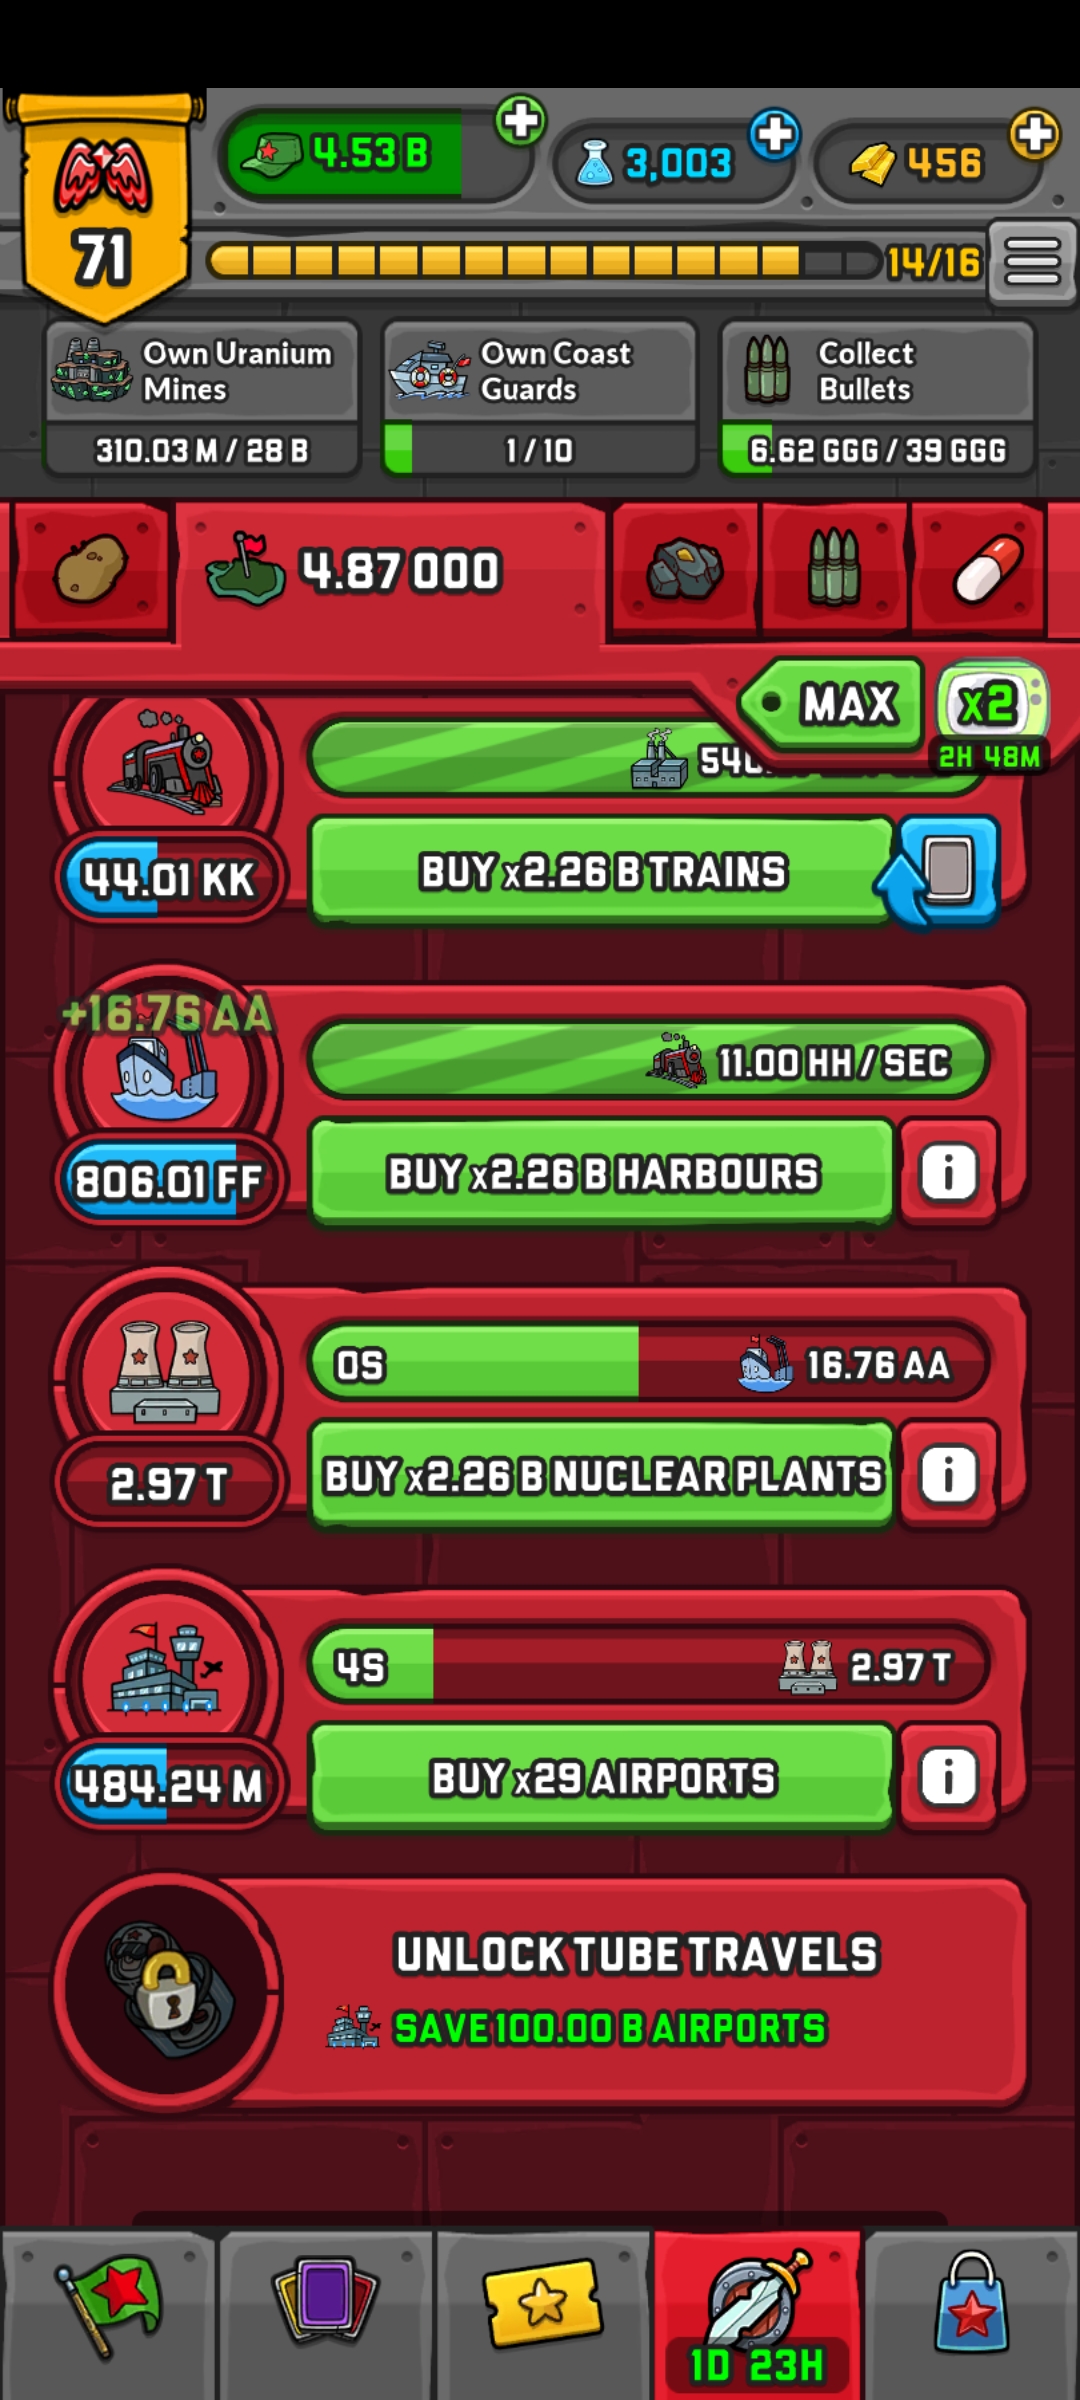 71
4.53 B
3,003
456
14/16
Own Uranium
Mines
310.03 M / 28 B
Own Coast
Guards
1 / 10
Collect
Bullets
6.62 GGG / 39 GGG
4.87 000
MAX
x2
2H 48M
44.01 KK
BUY x2.26 B TRAINS
+16.76 AA
11.00 HH / SEC
806.01 FF
BUY x2.26 B HARBOURS
0S
16.76 AA
2.97 T
BUY x2.26 B NUCLEAR PLANTS
4S
2.97 T
484.24 M
BUY x29 AIRPORTS
UNLOCK TUBE TRAVELS
SAVE 100.00 B AIRPORTS
1D 23H